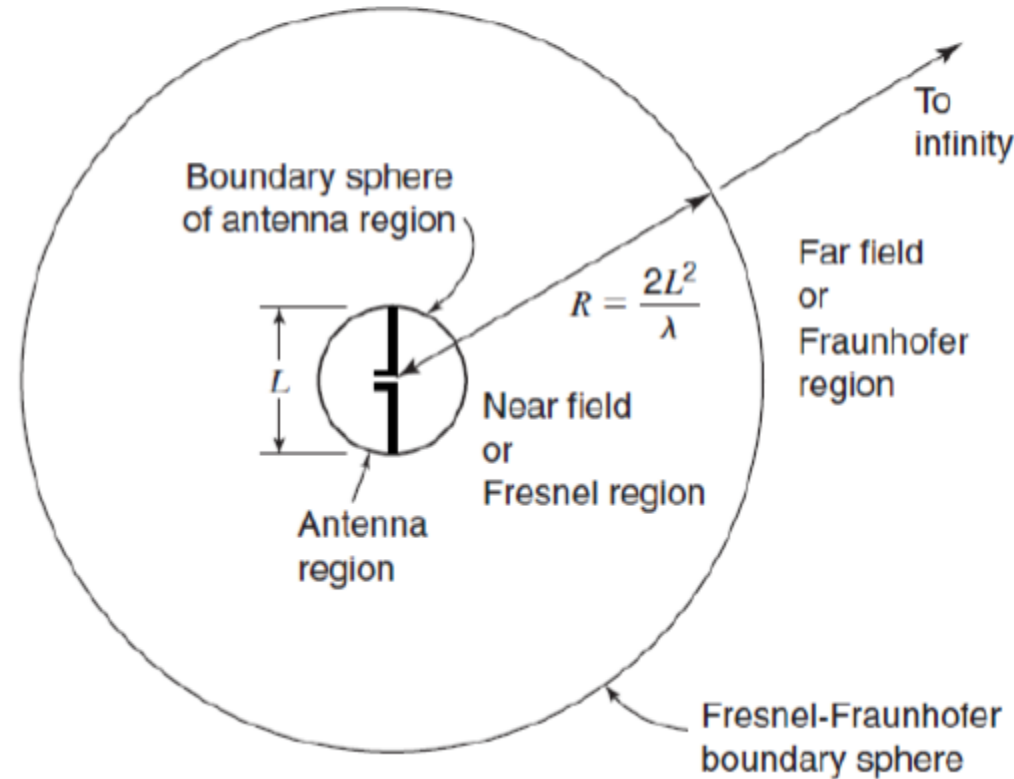 To
infinity
Boundary sphere
of antenna region
Far field
or
Fraunhofer
region
R = 2L²/λ
L
Near field
or
Fresnel region
Antenna
region
Fresnel-Fraunhofer
boundary sphere